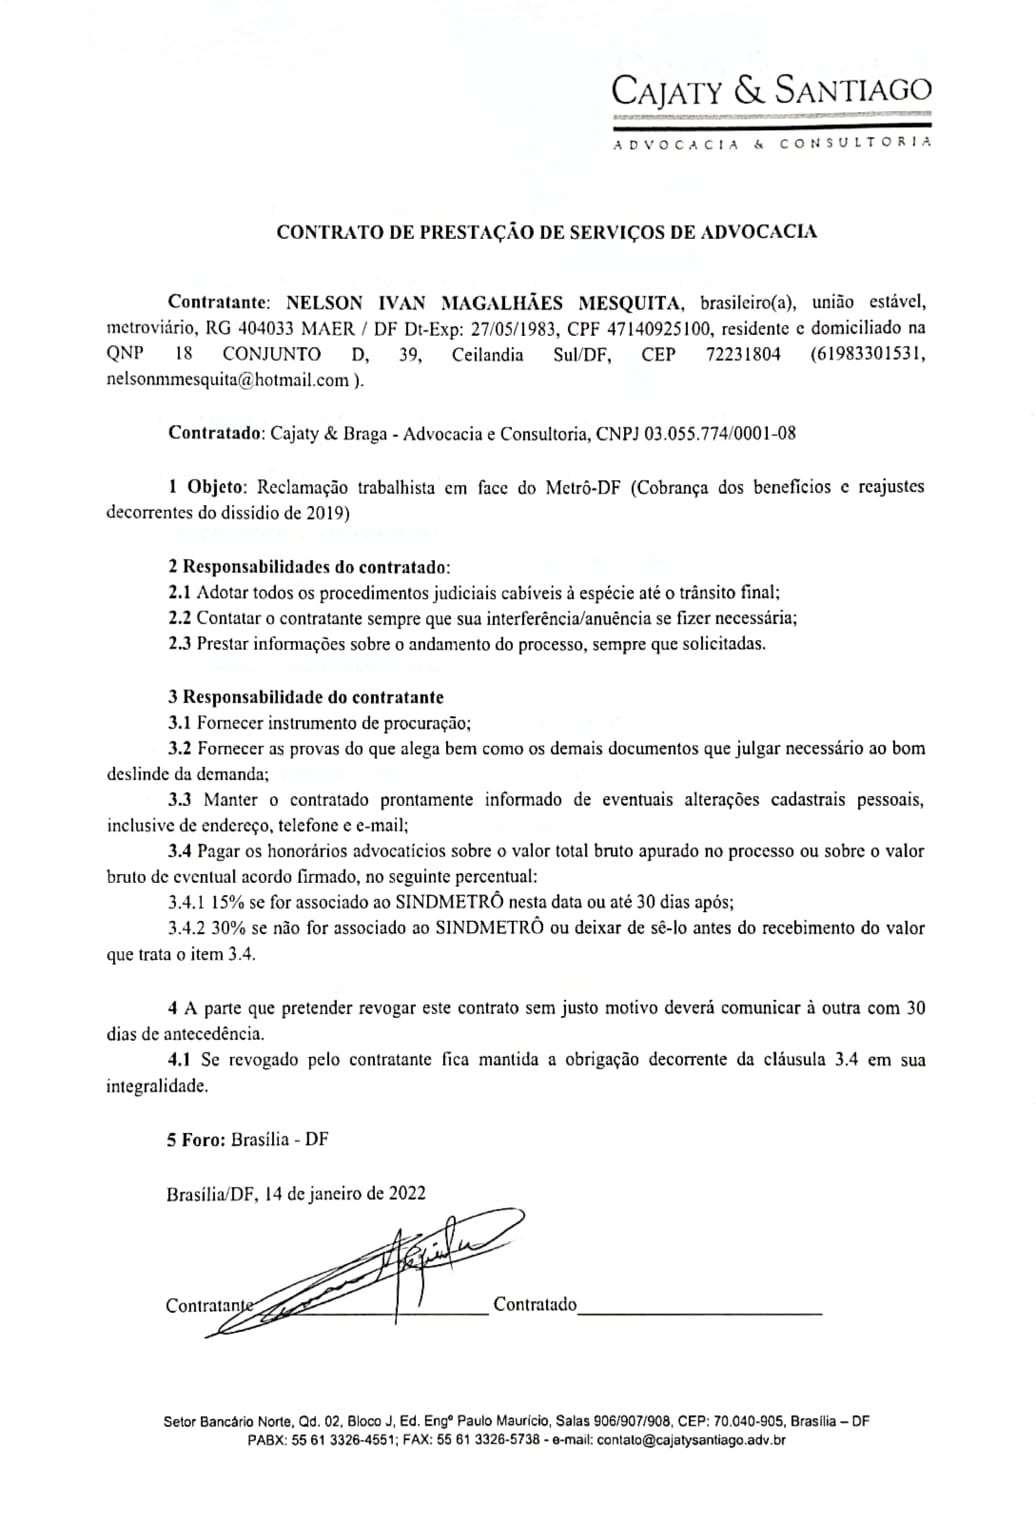 CAJATY & SANTIAGO
ADVOCACIA & CONSULTORIA
CONTRATO DE PRESTAÇÃO DE SERVIÇOS DE ADVOCACIA
Contratante: NELSON IVAN MAGALHÃES MESQUITA, brasileiro(a), união estável,
metroviário, RG 404033 MAER / DF Dt-Exp: 27/05/1983, CPF 47140925100, residente e domiciliado na
QNP 18 CONJUNTO D, 39, Ceilandia Sul/DF, CEP 72231804 (61983301531,
nelsonmmesquita@hotmail.com ).
Contratado: Cajaty & Braga - Advocacia e Consultoria, CNPJ 03.055.774/0001-08
1 Objeto: Reclamação trabalhista em face do Metrô-DF (Cobrança dos benefícios e reajustes
decorrentes do dissídio de 2019)
2 Responsabilidades do contratado:
2.1 Adotar todos os procedimentos judiciais cabíveis à espécie até o trânsito final;
2.2 Contatar o contratante sempre que sua interferência/anuência se fizer necessária;
2.3 Prestar informações sobre o andamento do processo, sempre que solicitadas.
3 Responsabilidade do contratante
3.1 Fornecer instrumento de procuração;
3.2 Fornecer as provas do que alega bem como os demais documentos que julgar necessário ao bom
deslinde da demanda;
3.3 Manter o contratado prontamente informado de eventuais alterações cadastrais pessoais,
inclusive de endereço, telefone e e-mail;
3.4 Pagar os honorários advocatícios sobre o valor total bruto apurado no processo ou sobre o valor
bruto de eventual acordo firmado, no seguinte percentual:
3.4.1 15% se for associado ao SINDMETRÔ nesta data ou até 30 dias após;
3.4.2 30% se não for associado ao SINDMETRÔ ou deixar de sê-lo antes do recebimento do valor
que trata o item 3.4.
4 A parte que pretender revogar este contrato sem justo motivo deverá comunicar à outra com 30
dias de antecedência.
4.1 Se revogado pelo contratante fica mantida a obrigação decorrente da cláusula 3.4 em sua
integralidade.
5 Foro: Brasília - DF
Brasília/DF, 14 de janeiro de 2022
Contratante Contratado
Setor Bancário Norte, Qd. 02, Bloco J, Ed. Engº Paulo Maurício, Salas 906/907/908, CEP: 70.040-905, Brasília – DF
PABX: 55 61 3326-4551; FAX: 55 61 3326-5738 - e-mail: contato@cajatysantiago.adv.br